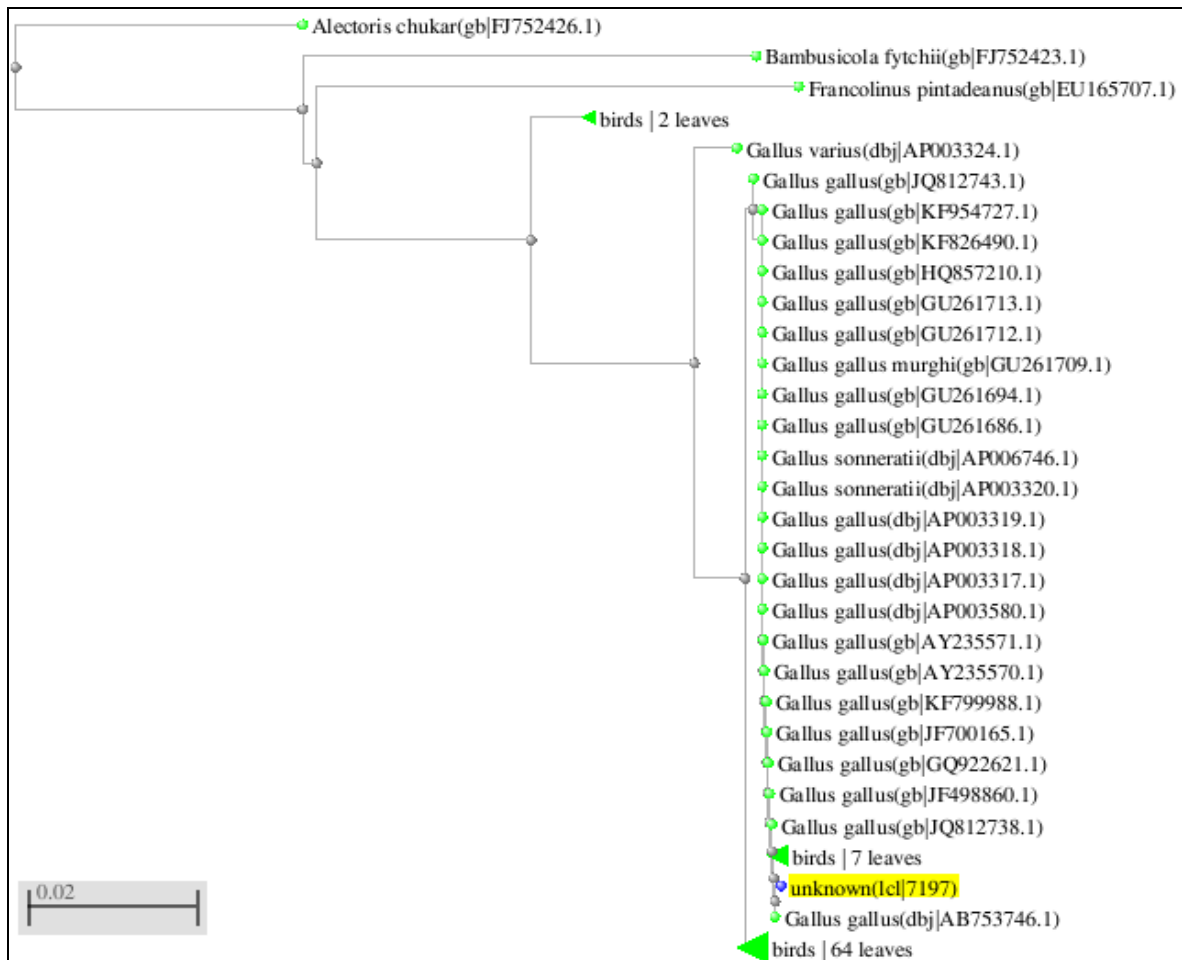 Alectoris chukar(gb|FJ752426.1)
Bambusicola fytchii(gb|FJ752423.1)
Francolinus pintadeanus(gb|EU165707.1)
birds | 2 leaves
Gallus varius(dbj|AP003324.1)
Gallus gallus(gb|JQ812743.1)
Gallus gallus(gb|KF954727.1)
Gallus gallus(gb|KF826490.1)
Gallus gallus(gb|HQ857210.1)
Gallus gallus(gb|GU261713.1)
Gallus gallus(gb|GU261712.1)
Gallus gallus murghi(gb|GU261709.1)
Gallus gallus(gb|GU261694.1)
Gallus gallus(gb|GU261686.1)
Gallus sonneratii(dbj|AP006746.1)
Gallus sonneratii(dbj|AP003320.1)
Gallus gallus(dbj|AP003319.1)
Gallus gallus(dbj|AP003318.1)
Gallus gallus(dbj|AP003317.1)
Gallus gallus(dbj|AP003580.1)
Gallus gallus(gb|AY235571.1)
Gallus gallus(gb|AY235570.1)
Gallus gallus(gb|KF799988.1)
Gallus gallus(gb|JF700165.1)
Gallus gallus(gb|GQ922621.1)
Gallus gallus(gb|JF498860.1)
Gallus gallus(gb|JQ812738.1)
birds | 7 leaves
unknown(lcl|7197)
Gallus gallus(dbj|AB753746.1)
birds | 64 leaves
0.02